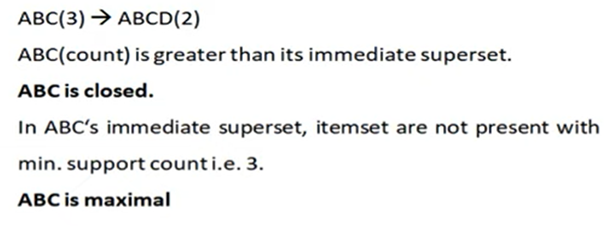 ABC(3) → ABCD(2)
ABC(count) is greater than its immediate superset.
ABC is closed.
In ABC‘s immediate superset, itemset are not present with
min. support count i.e. 3.
ABC is maximal